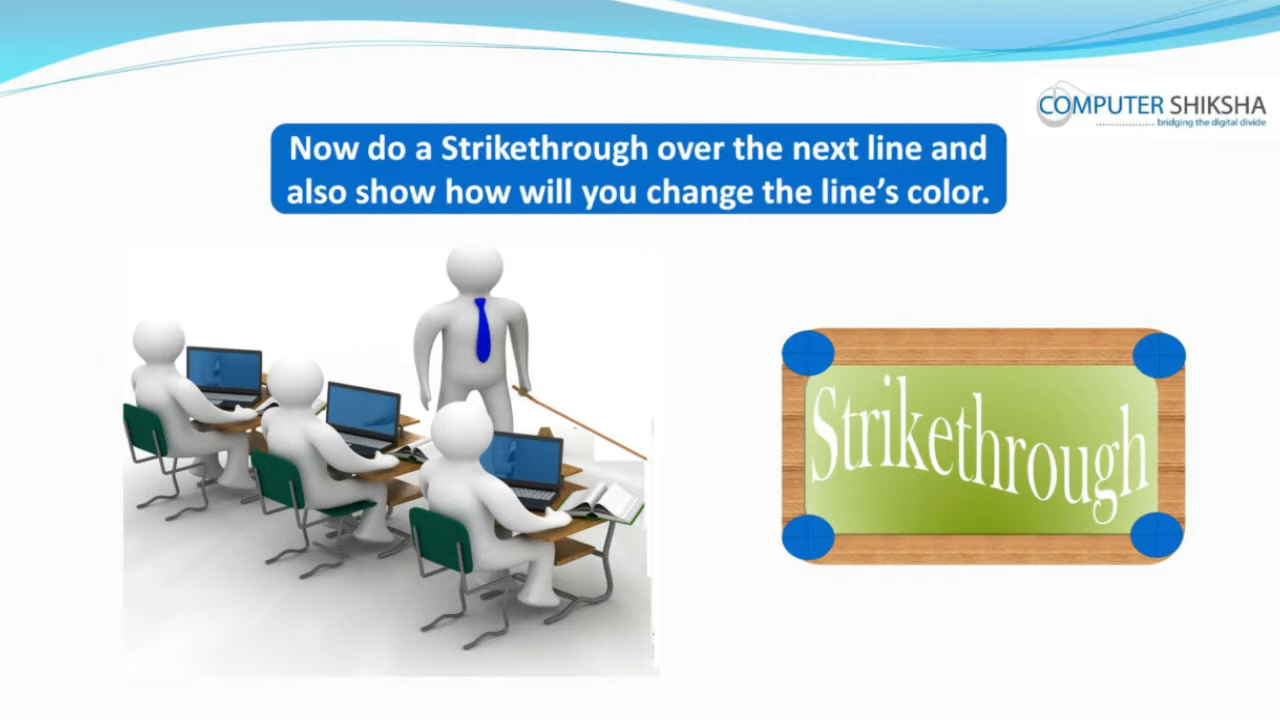 COMPUTER SHIKSHA
bridging the digital divide
Now do a Strikethrough over the next line and
also show how will you change the line's color.
Strikethrough